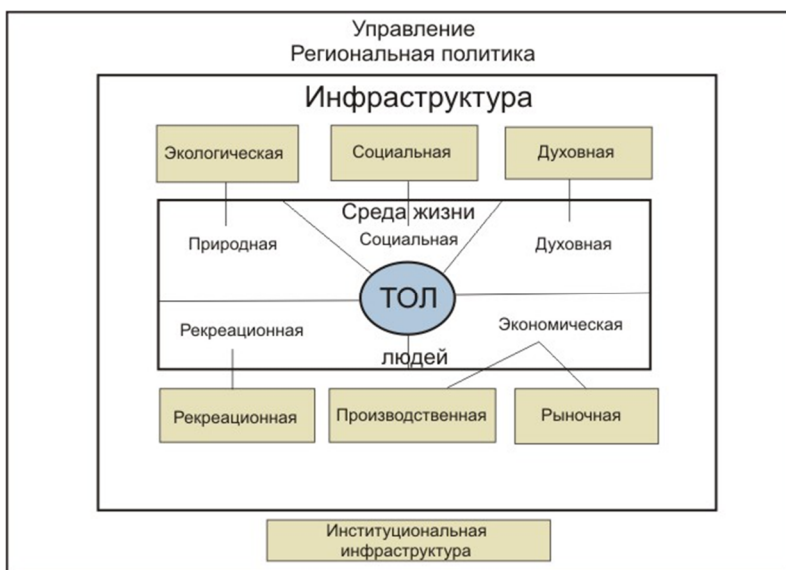 Управление
Региональная политика
Инфраструктура
Экологическая
Социальная
Духовная
Среда жизни
Природная
Социальная
Духовная
ТОЛ
Рекреационная
Экономическая
людей
Рекреационная
Производственная
Рыночная
Институциональная
инфраструктура